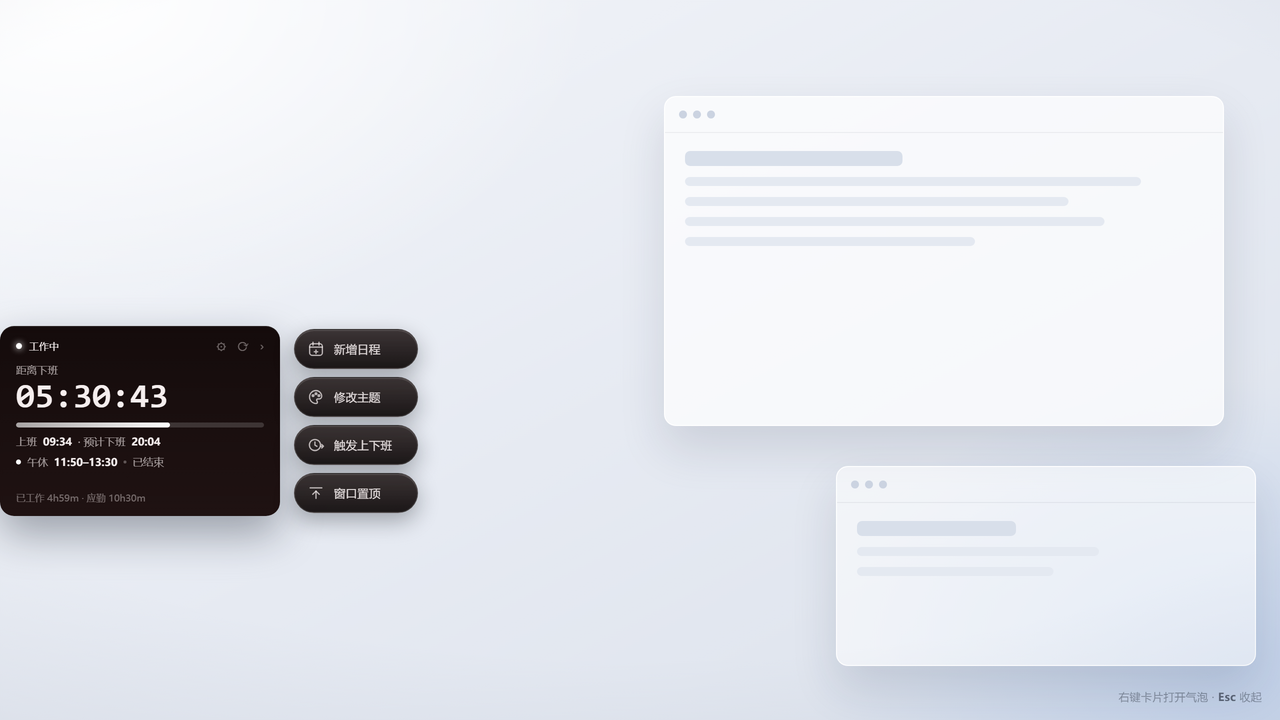 工作中
距离下班
05:30:43
上班 09:34 · 预计下班 20:04
午休 11:50–13:30 • 已结束
已工作 4h59m · 应勤 10h30m
新增日程
修改主题
触发上下班
窗口置顶
右键卡片打开气泡 · Esc 收起